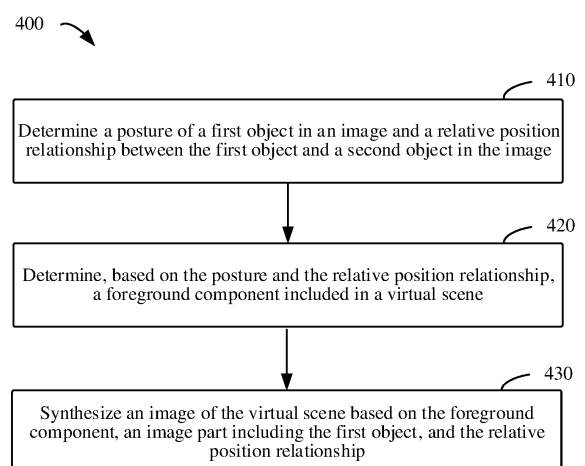 400
410
Determine a posture of a first object in an image and a relative position
relationship between the first object and a second object in the image
420
Determine, based on the posture and the relative position relationship,
a foreground component included in a virtual scene
430
Synthesize an image of the virtual scene based on the foreground
component, an image part including the first object, and the relative
position relationship